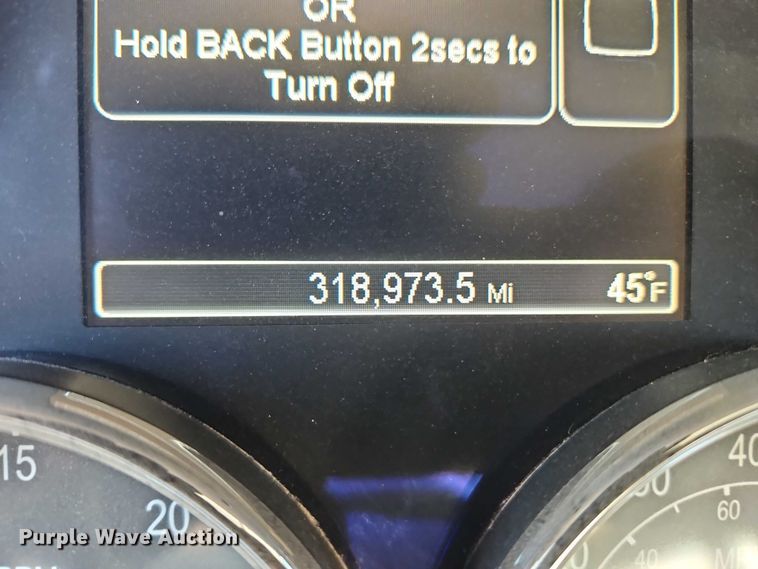 OR
Hold BACK Button 2secs to
Turn Off
318,973.5 Mi 45°F
15
20
40
60
40
Purple Wave Auction